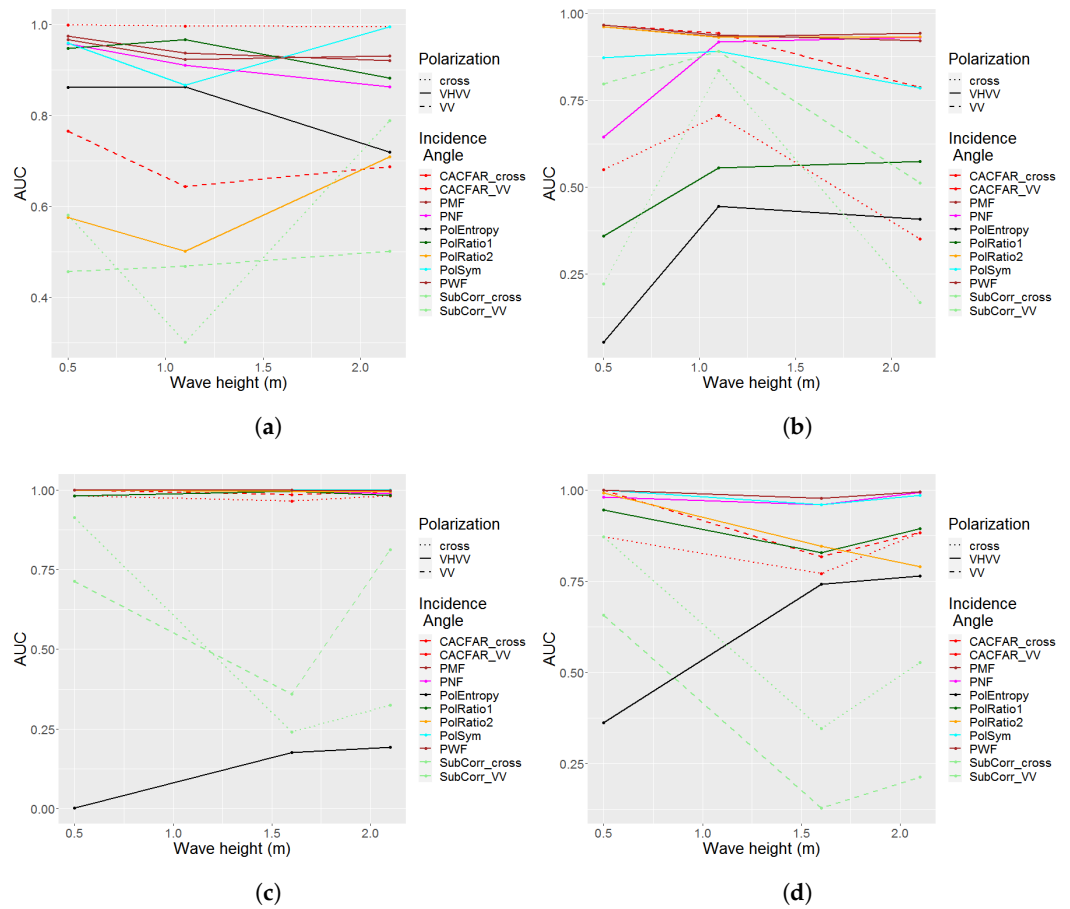 1.0
0.8
0.6
0.4
AUC
0.5
1.0
1.5
2.0
Wave height (m)
Polarization
cross
VHVV
VV
Incidence
Angle
CACFAR_cross
CACFAR_VV
PMF
PNF
PolEntropy
PolRatio1
PolRatio2
PolSym
PWF
SubCorr_cross
SubCorr_VV
(a)
1.00
0.75
0.50
0.25
AUC
0.5
1.0
1.5
2.0
Wave height (m)
Polarization
cross
VHVV
VV
Incidence
Angle
CACFAR_cross
CACFAR_VV
PMF
PNF
PolEntropy
PolRatio1
PolRatio2
PolSym
PWF
SubCorr_cross
SubCorr_VV
(b)
1.00
0.75
0.50
0.25
0.00
AUC
0.5
1.0
1.5
2.0
Wave height (m)
Polarization
cross
VHVV
VV
Incidence
Angle
CACFAR_cross
CACFAR_VV
PMF
PNF
PolEntropy
PolRatio1
PolRatio2
PolSym
PWF
SubCorr_cross
SubCorr_VV
(c)
1.00
0.75
0.50
0.25
AUC
0.5
1.0
1.5
2.0
Wave height (m)
Polarization
cross
VHVV
VV
Incidence
Angle
CACFAR_cross
CACFAR_VV
PMF
PNF
PolEntropy
PolRatio1
PolRatio2
PolSym
PWF
SubCorr_cross
SubCorr_VV
(d)